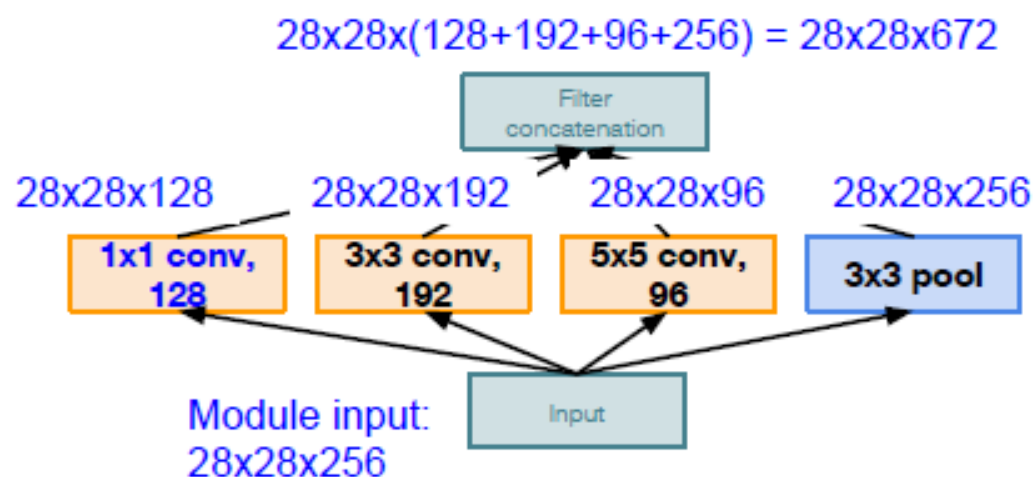 28x28x(128+192+96+256) = 28x28x672
Filter
concatenation
28x28x128
28x28x192
28x28x96
28x28x256
1x1 conv,
128
3x3 conv,
192
5x5 conv,
96
3x3 pool
Input
Module input:
28x28x256